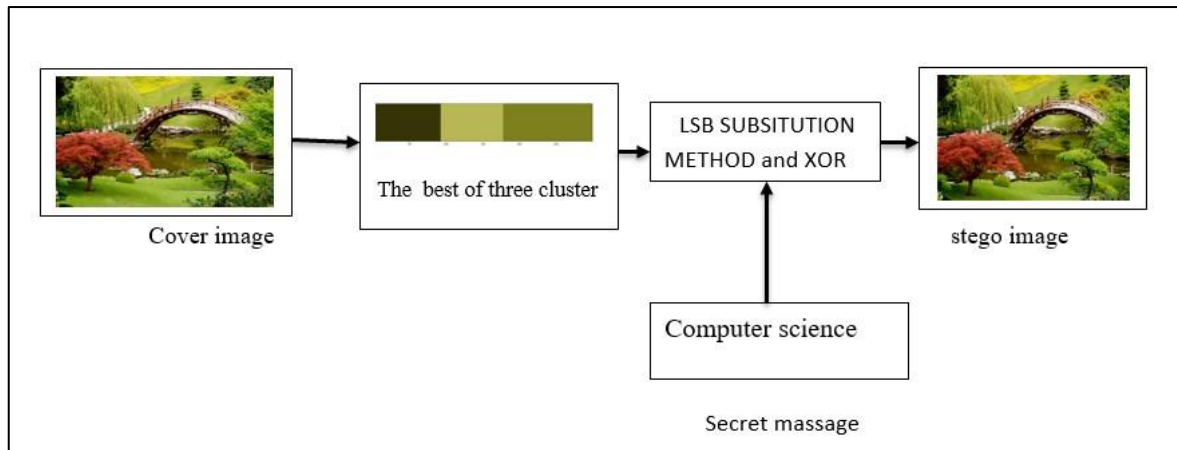 Cover image
The best of three cluster
LSB SUBSITUTION
METHOD and XOR
stego image
Computer science
Secret massage